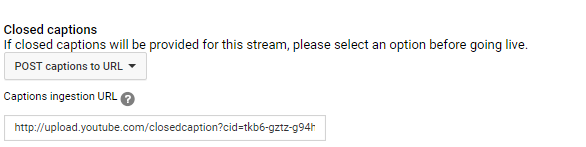 Closed captions
If closed captions will be provided for this stream, please select an option before going live.
POST captions to URL
Captions ingestion URL ?
http://upload.youtube.com/closedcaption?cid=tkb6-gztz-g94h